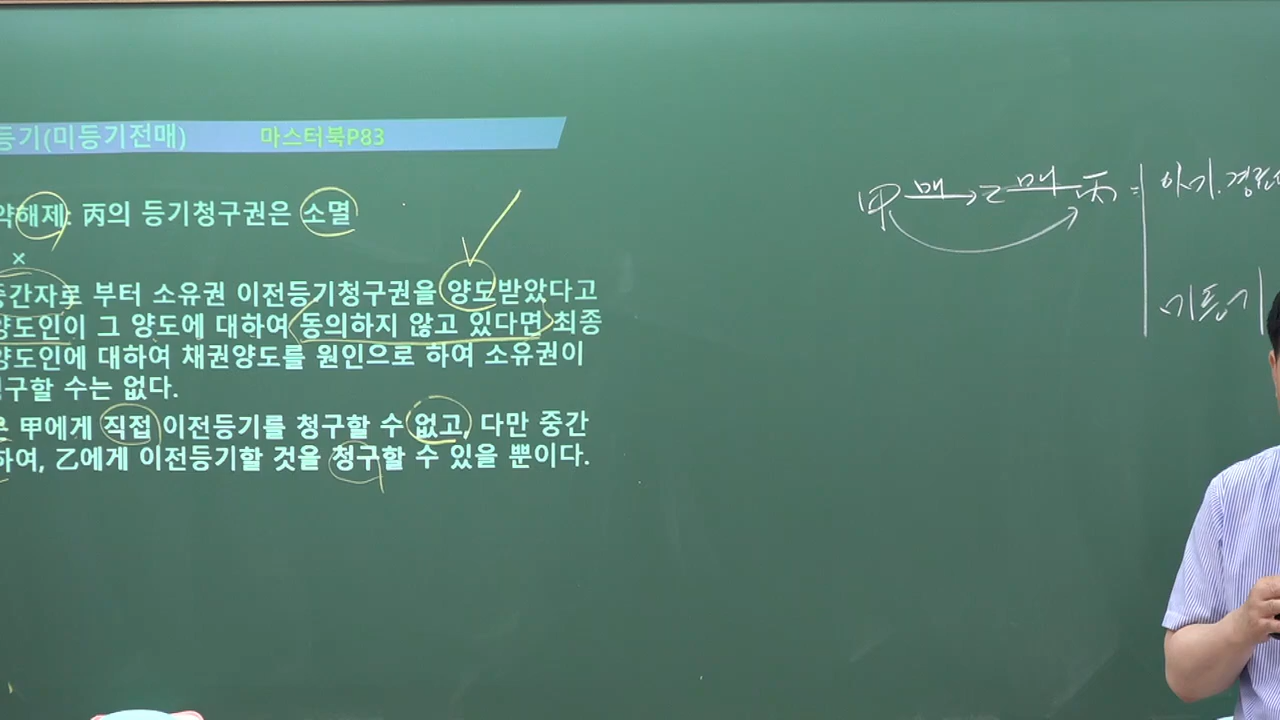 등기(미등기전매) 마스터북P83
약해제: 丙의 등기청구권은 소멸
×
중간자로 부터 소유권 이전등기청구권을 양도받았다고
양도인이 그 양도에 대하여 동의하지 않고 있다면 최종
양도인에 대하여 채권양도를 원인으로 하여 소유권이
청구할 수는 없다.
은 甲에게 직접 이전등기를 청구할 수 없고, 다만 중간
하여, 乙에게 이전등기할 것을 청구할 수 있을 뿐이다.
甲 매 乙 매 丙